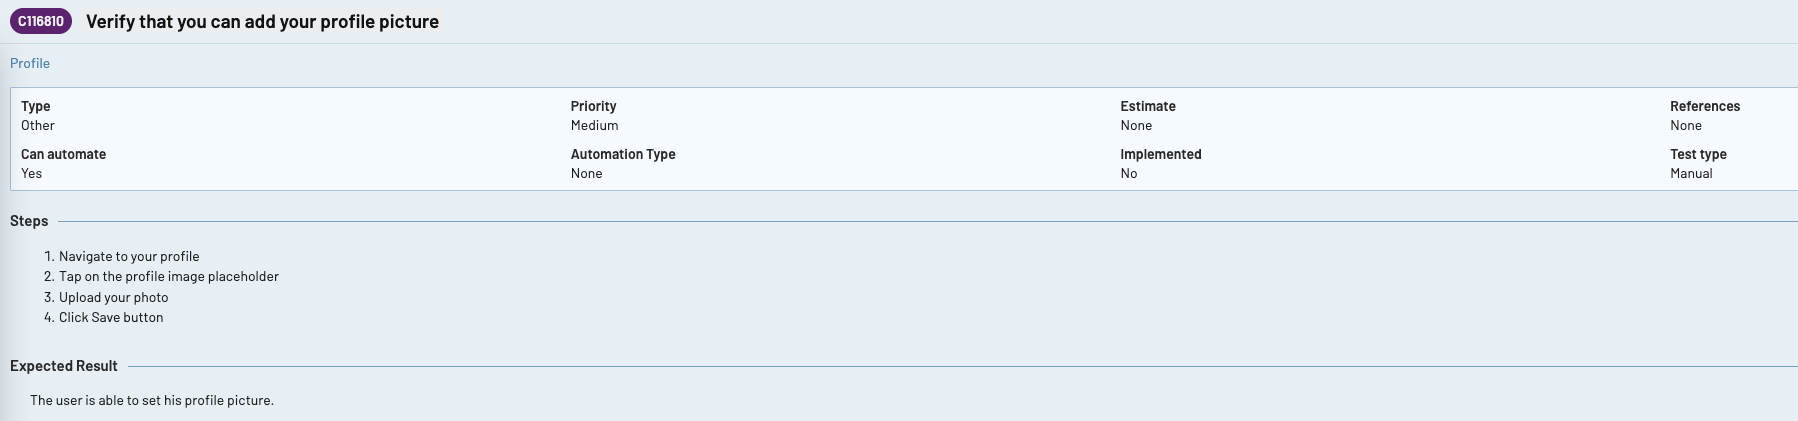 C116810 Verify that you can add your profile picture
Profile
Type Priority Estimate References
Other Medium None None
Can automate Automation Type Implemented Test type
Yes None No Manual
Steps
1. Navigate to your profile
2. Tap on the profile image placeholder
3. Upload your photo
4. Click Save button
Expected Result
The user is able to set his profile picture.